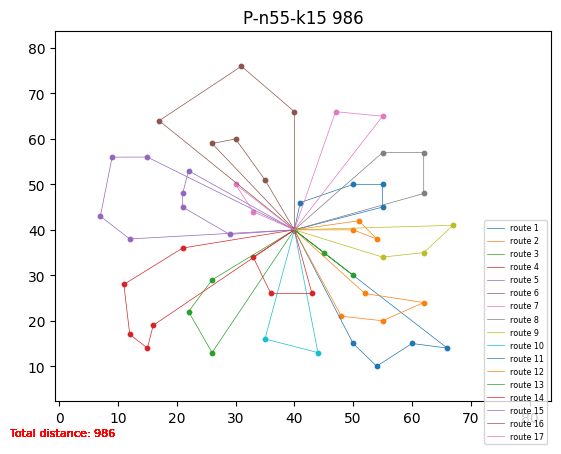 P-n55-k15 986
80
70
60
50
40
30
20
10
0 10 20 30 40 50 60 70 80
route 1
route 2
route 3
route 4
route 5
route 6
route 7
route 8
route 9
route 10
route 11
route 12
route 13
route 14
route 15
route 16
route 17
Total distance: 986